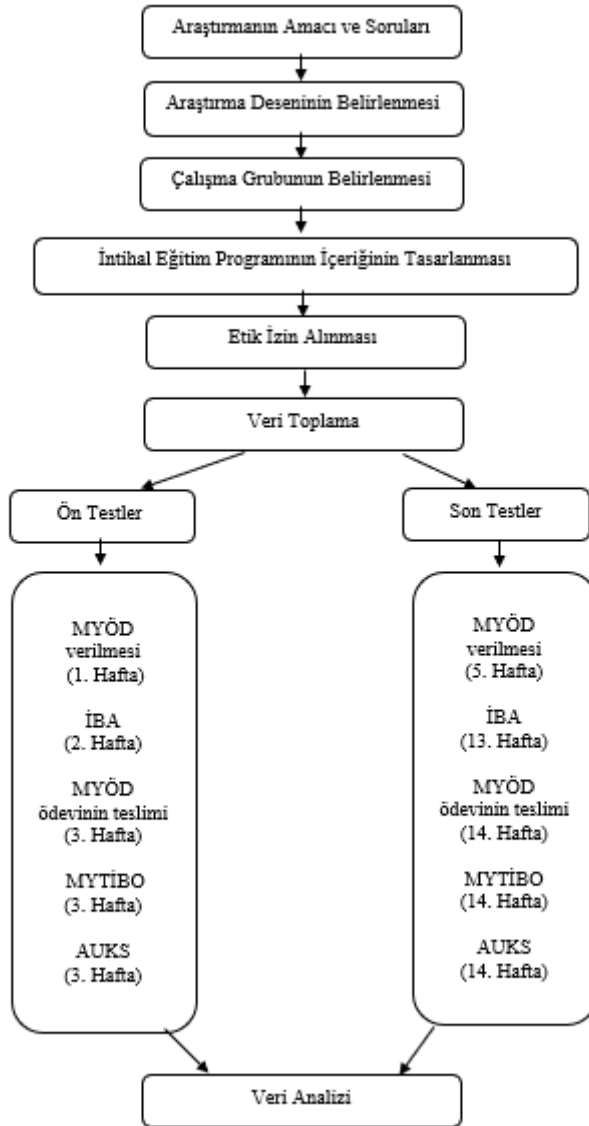 Araştırmanın Amacı ve Soruları
Araştırma Deseninin Belirlenmesi
Çalışma Grubunun Belirlenmesi
İntihal Eğitim Programının İçeriğinin Tasarlanması
Etik İzin Alınması
Veri Toplama
Ön Testler
MYÖD
verilmesi
(1. Hafta)
İBA
(2. Hafta)
MYÖD
ödevinin teslimi
(3. Hafta)
MYTİBO
(3. Hafta)
AUKS
(3. Hafta)
Son Testler
MYÖD
verilmesi
(5. Hafta)
İBA
(13. Hafta)
MYÖD
ödevinin teslimi
(14. Hafta)
MYTİBO
(14. Hafta)
AUKS
(14. Hafta)
Veri Analizi